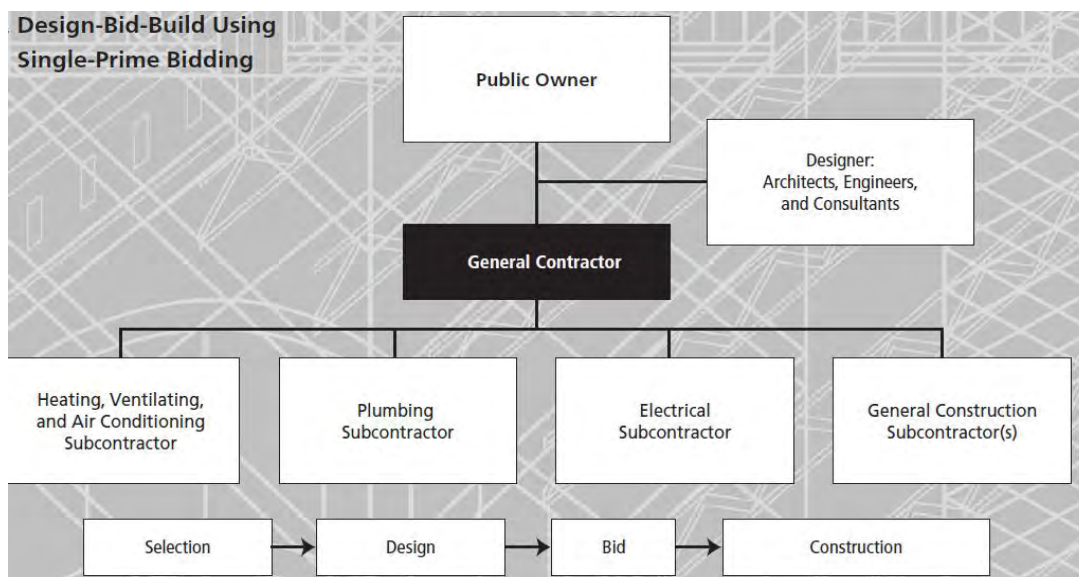 . Design-Bid-Build Using
Single-Prime Bidding
Public Owner
Designer:
Architects, Engineers,
and Consultants
General Contractor
Heating, Ventilating,
and Air Conditioning
Subcontractor
Plumbing
Subcontractor
Electrical
Subcontractor
General Construction
Subcontractor(s)
Selection
Design
Bid
Construction